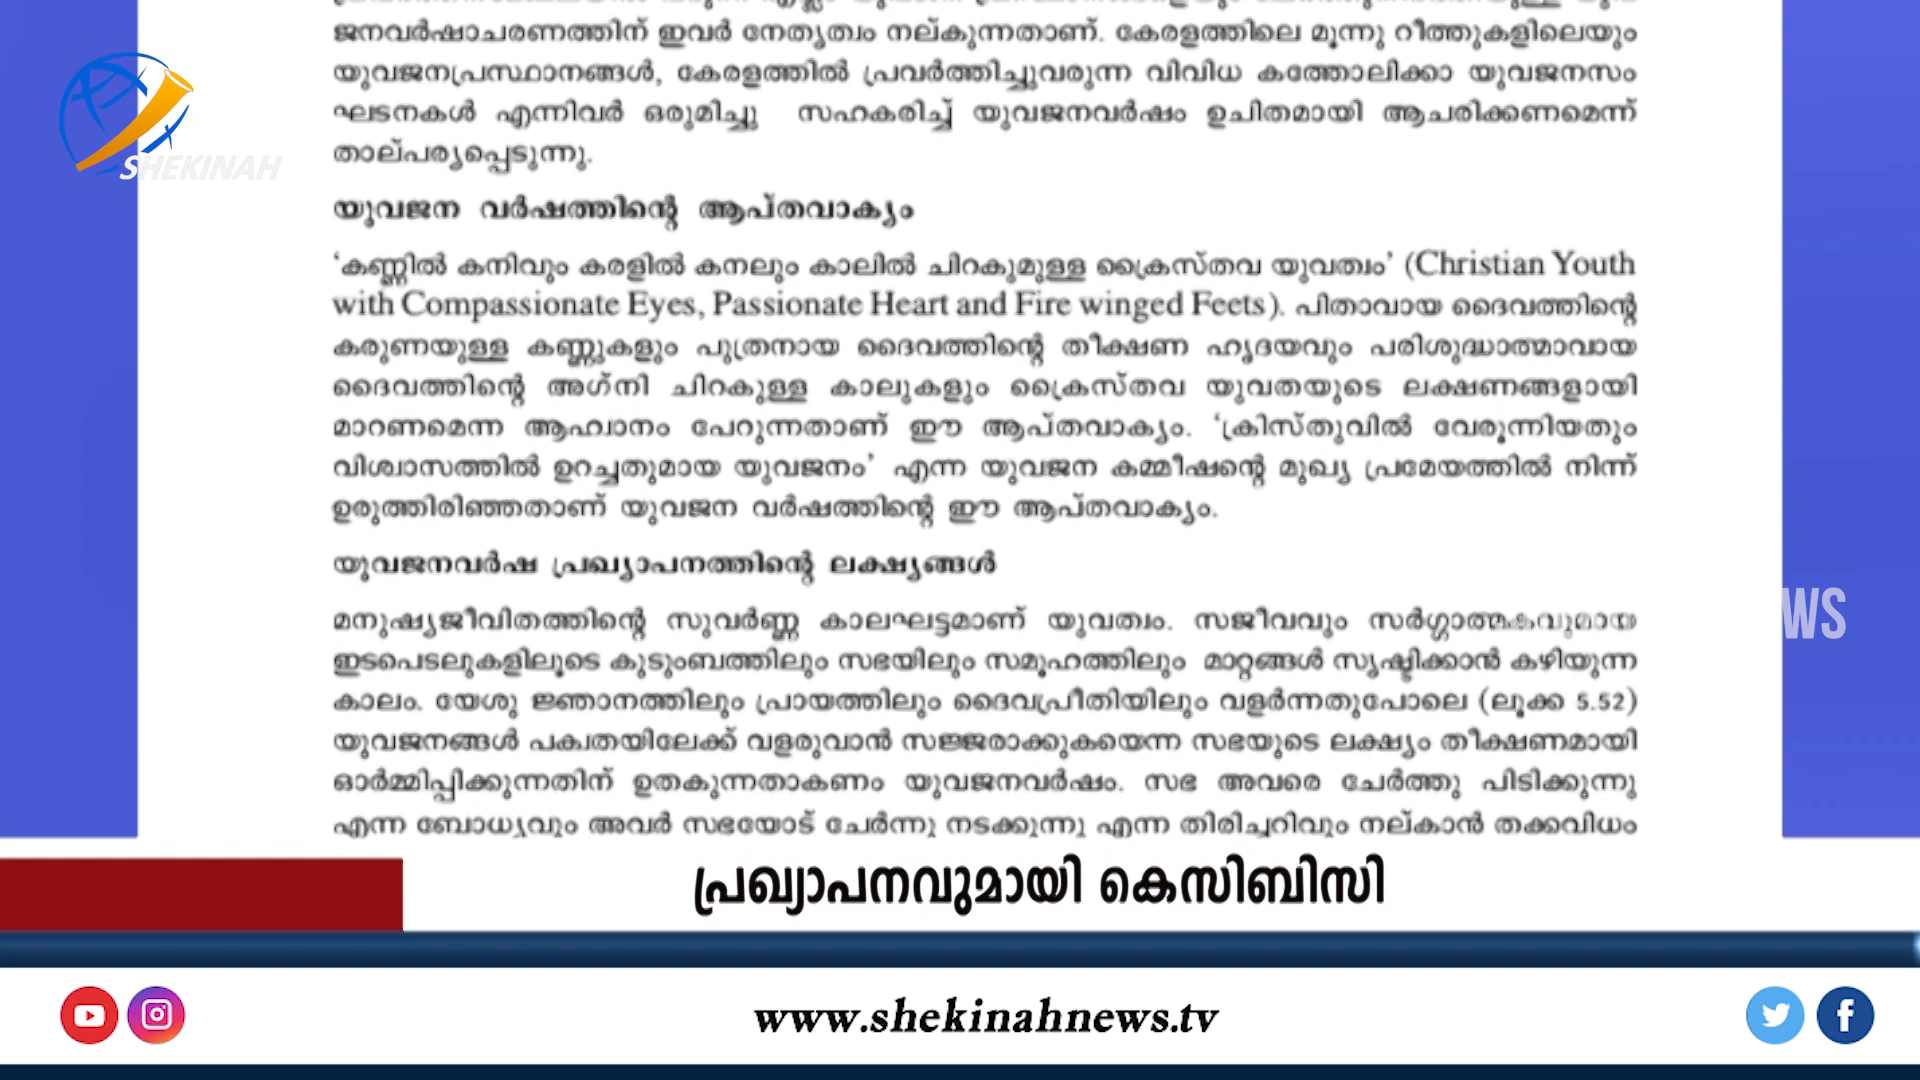 ജനവർഷാചരണത്തിന് ഇവർ നേതൃത്വം നല്കുന്നതാണ്. കേരളത്തിലെ മൂന്നു റീത്തുകളിലെയും
യുവജനപ്രസ്ഥാനങ്ങൾ, കേരളത്തിൽ പ്രവർത്തിച്ചുവരുന്ന വിവിധ കത്തോലിക്കാ യുവജനസം
ഘടനകൾ എന്നിവർ ഒരുമിച്ചു സഹകരിച്ച് യുവജനവർഷം ഉചിതമായി ആചരിക്കണമെന്ന്
താല്പര്യപ്പെടുന്നു.
SHEKINAH
യുവജന വർഷത്തിന്റെ ആപ്തവാക്യം
‘കണ്ണിൽ കനിവും കരളിൽ കനലും കാലിൽ ചിറകുമുള്ള ക്രൈസ്തവ യുവത്വം’ (Christian Youth
with Compassionate Eyes, Passionate Heart and Fire winged Feets). പിതാവായ ദൈവത്തിന്റെ
കരുണയുള്ള കണ്ണുകളും പുത്രനായ ദൈവത്തിന്റെ തീക്ഷണ ഹൃദയവും പരിശുദ്ധാത്മാവായ
ദൈവത്തിന്റെ അഗ്നി ചിറകുള്ള കാലുകളും ക്രൈസ്തവ യുവതയുടെ ലക്ഷണങ്ങളായി
മാറണമെന്ന ആഹ്വാനം പേറുന്നതാണ് ഈ ആപ്തവാക്യം. ‘ക്രിസ്തുവിൽ വേരൂന്നിയതും
വിശ്വാസത്തിൽ ഉറച്ചതുമായ യുവജനം’ എന്ന യുവജന കമ്മീഷന്റെ മുഖ്യ പ്രമേയത്തിൽ നിന്ന്
ഉരുത്തിരിഞ്ഞതാണ് യുവജന വർഷത്തിന്റെ ഈ ആപ്തവാക്യം.
യുവജനവർഷ പ്രഖ്യാപനത്തിന്റെ ലക്ഷ്യങ്ങൾ
മനുഷ്യജീവിതത്തിന്റെ സുവർണ്ണ കാലഘട്ടമാണ് യുവത്വം. സജീവവും സർഗ്ഗാത്മകവുമായ
ഇടപെടലുകളിലൂടെ കുടുംബത്തിലും സഭയിലും സമൂഹത്തിലും മാറ്റങ്ങൾ സൃഷ്ടിക്കാൻ കഴിയുന്ന
കാലം. യേശു ജ്ഞാനത്തിലും പ്രായത്തിലും ദൈവപ്രീതിയിലും വളർന്നതുപോലെ (ലൂക്ക 5.52)
യുവജനങ്ങൾ പക്വതയിലേക്ക് വളരുവാൻ സജ്ജരാക്കുകയെന്ന സഭയുടെ ലക്ഷ്യം തീക്ഷണമായി
ഓർമ്മിപ്പിക്കുന്നതിന് ഉതകുന്നതാകണം യുവജനവർഷം. സഭ അവരെ ചേർത്തു പിടിക്കുന്നു
എന്ന ബോധ്യവും അവർ സഭയോട് ചേർന്നു നടക്കുന്നു എന്ന തിരിച്ചറിവും നല്കാൻ തക്കവിധം
WS
പ്രഖ്യാപനവുമായി കെസിബിസി
www.shekinahnews.tv